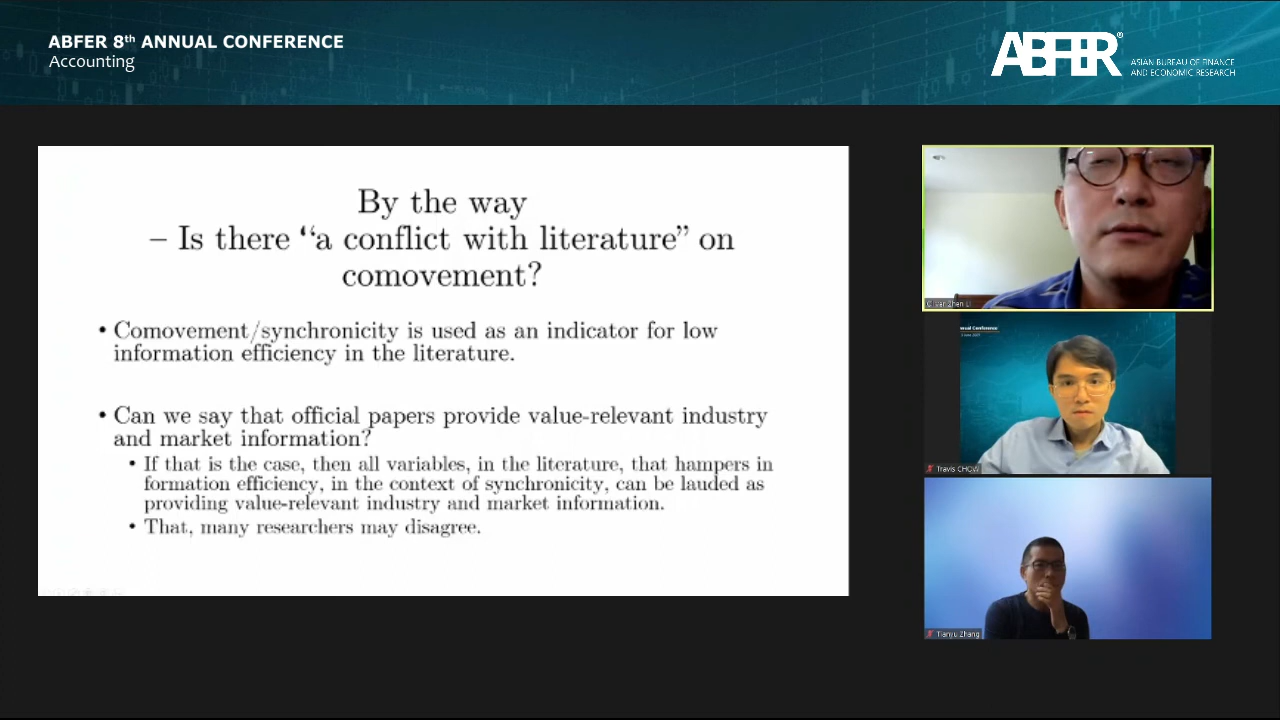 ABFER 8th ANNUAL CONFERENCE
Accounting
ABFER®
ASIAN BUREAU OF FINANCE
AND ECONOMIC RESEARCH
By the way
– Is there “a conflict with literature” on
comovement?
• Comovement/synchronicity is used as an indicator for low
information efficiency in the literature.
• Can we say that official papers provide value-relevant industry
and market information?
• If that is the case, then all variables, in the literature, that hampers in
formation efficiency, in the context of synchronicity, can be lauded as
providing value-relevant industry and market information.
• That, many researchers may disagree.
Zhen Li
nual Conference
Travis CHOW
Tianyu Zhang